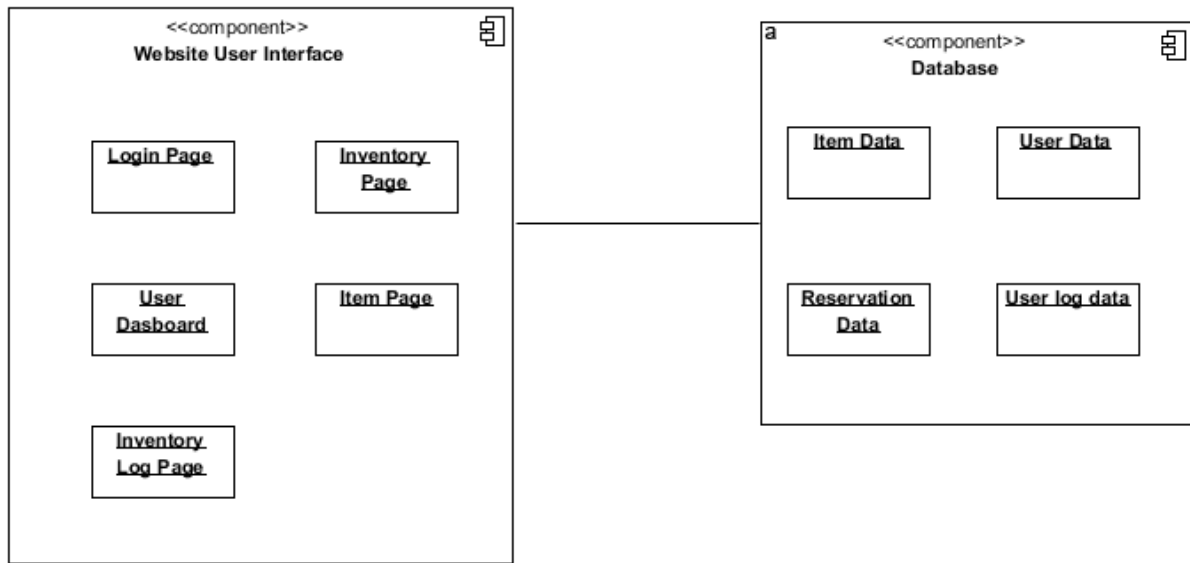 <<component>>
Website User Interface
Login Page
Inventory
Page
User
Dasboard
Item Page
Inventory
Log Page
a
<<component>>
Database
Item Data
User Data
Reservation
Data
User log data